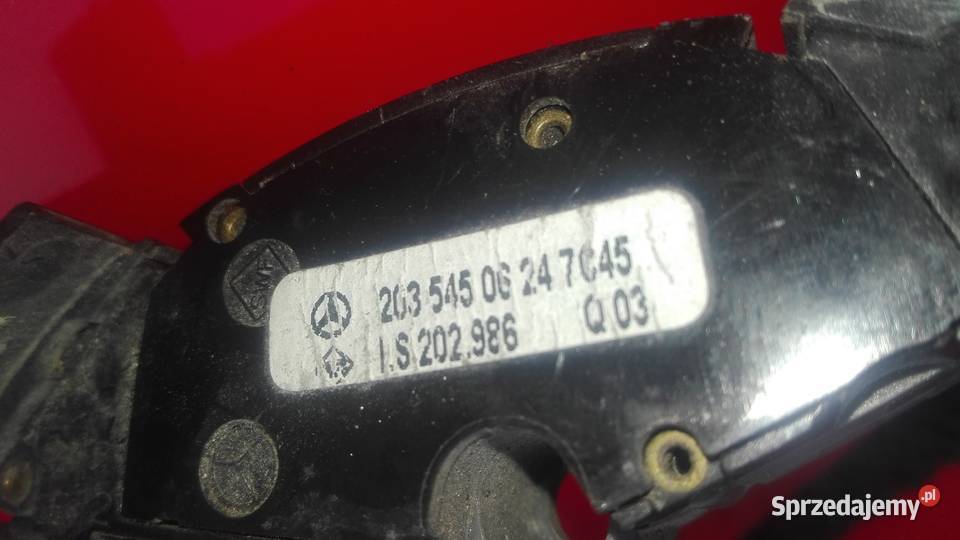 203 545 06 24 7C45
I.S 202.986 Q 03
Sprzedajemy.pl